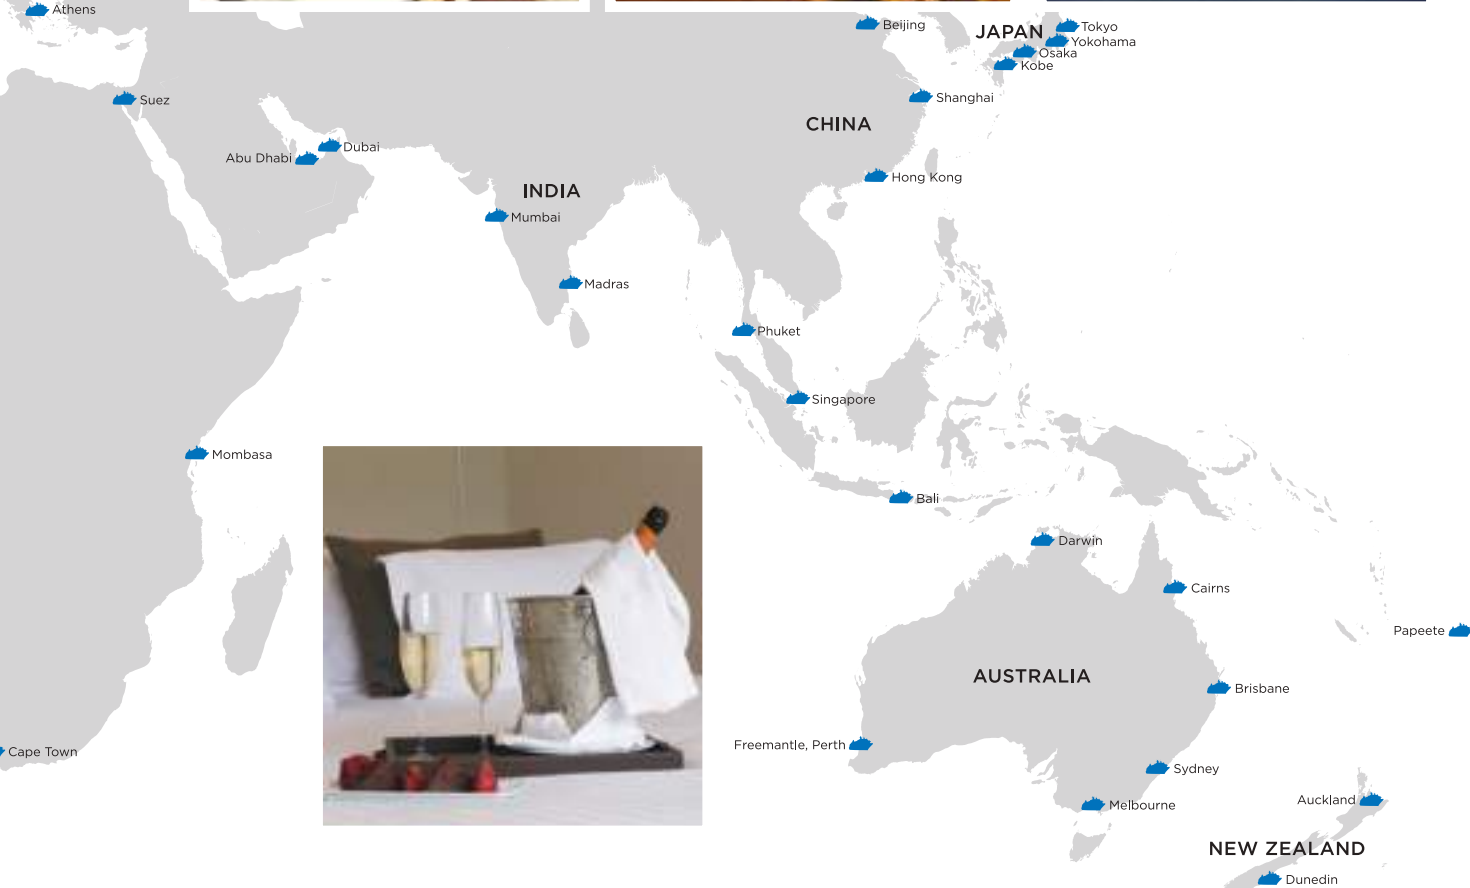 Athens
Beijing
JAPAN
Tokyo
Yokohama
Osaka
Kobe
Suez
Shanghai
CHINA
Dubai
Abu Dhabi
INDIA
Hong Kong
Mumbai
Madras
Phuket
Singapore
Mombasa
Bali
Darwin
Cairns
Papeete
AUSTRALIA
Brisbane
Freemantle, Perth
Cape Town
Sydney
Auckland
Melbourne
NEW ZEALAND
Dunedin